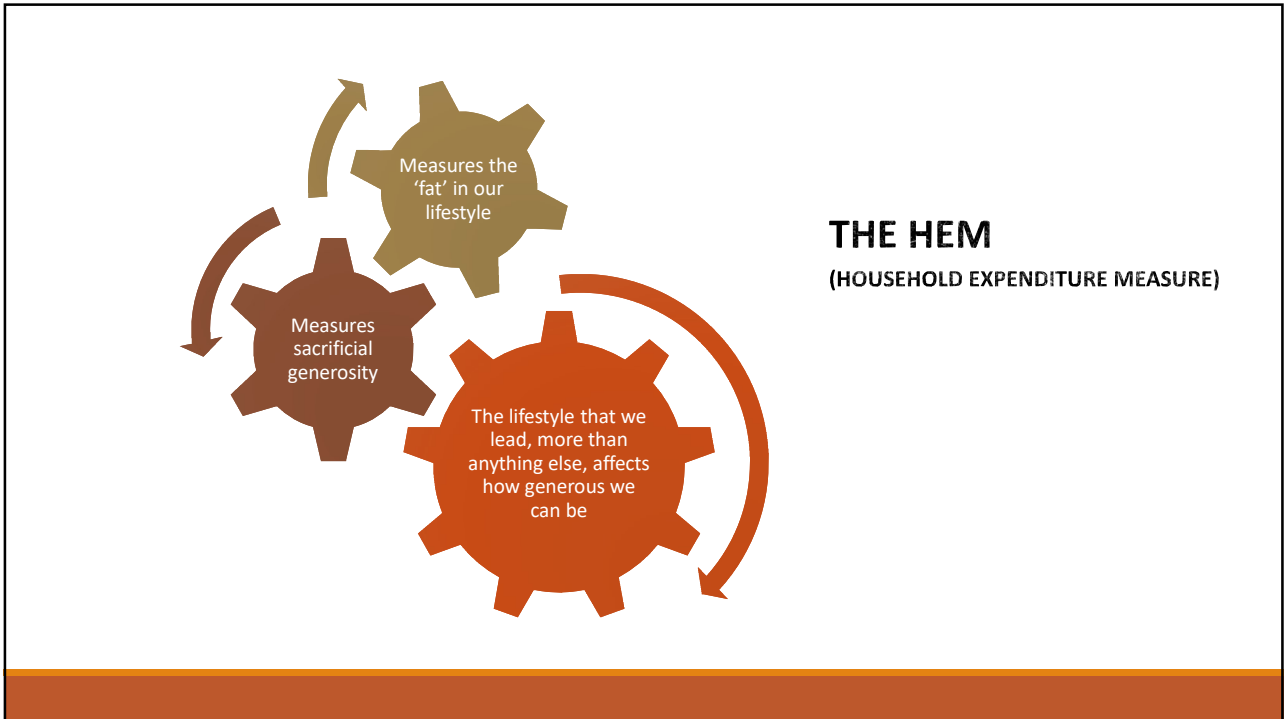 Measures the
‘fat’ in our
lifestyle
Measures
sacrificial
generosity
The lifestyle that we
lead, more than
anything else, affects
how generous we
can be
THE HEM
(HOUSEHOLD EXPENDITURE MEASURE)